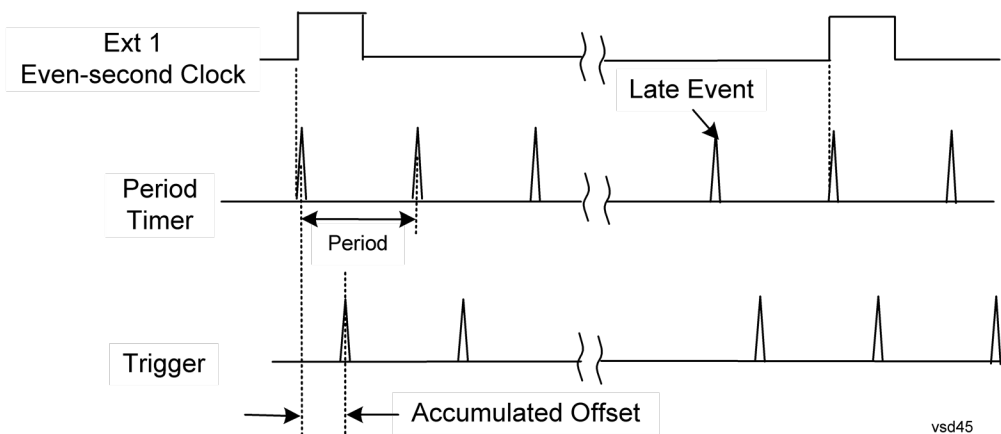 Ext 1
Even-second Clock
Late Event
Period
Timer
Period
Trigger
Accumulated Offset
vsd45